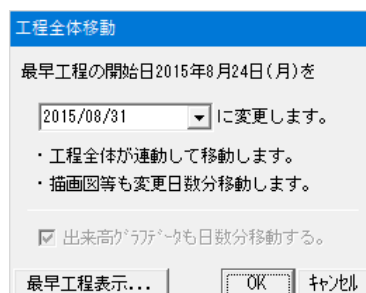 工程全体移動
最早工程の開始日2015年8月24日(月)を
2015/08/31 に変更します。
・工程全体が連動して移動します。
・描画図等も変更日数分移動します。
出来高グラフデータも日数分移動する。
最早工程表示... OK キャンセル